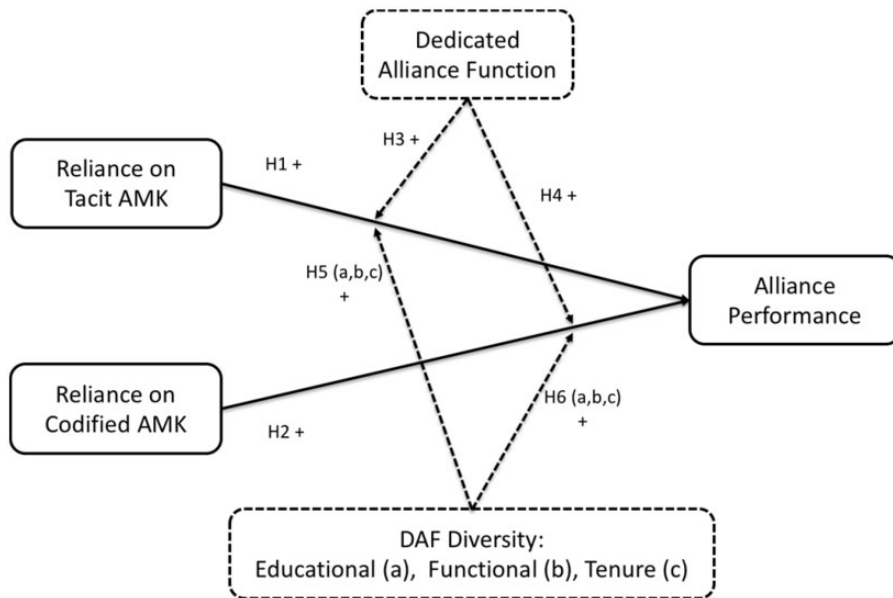 Dedicated
Alliance Function
H3 +
H1 +
Reliance on
Tacit AMK
H4 +
H5 (a,b,c)
+
Alliance
Performance
Reliance on
Codified AMK
H6 (a,b,c)
+
H2 +
DAF Diversity:
Educational (a), Functional (b), Tenure (c)